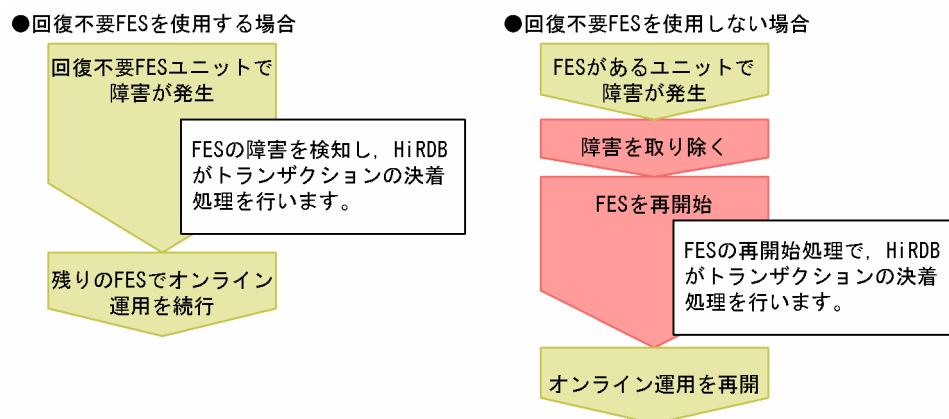 ●回復不要FESを使用する場合
回復不要FESユニットで
障害が発生
FESの障害を検知し，HiRDB
がトランザクションの決着
処理を行います。
残りのFESでオンライン
運用を続行
●回復不要FESを使用しない場合
FESがあるユニットで
障害が発生
障害を取り除く
FESを再開始
FESの再開始処理で，HiRDB
がトランザクションの決着
処理を行います。
オンライン運用を再開